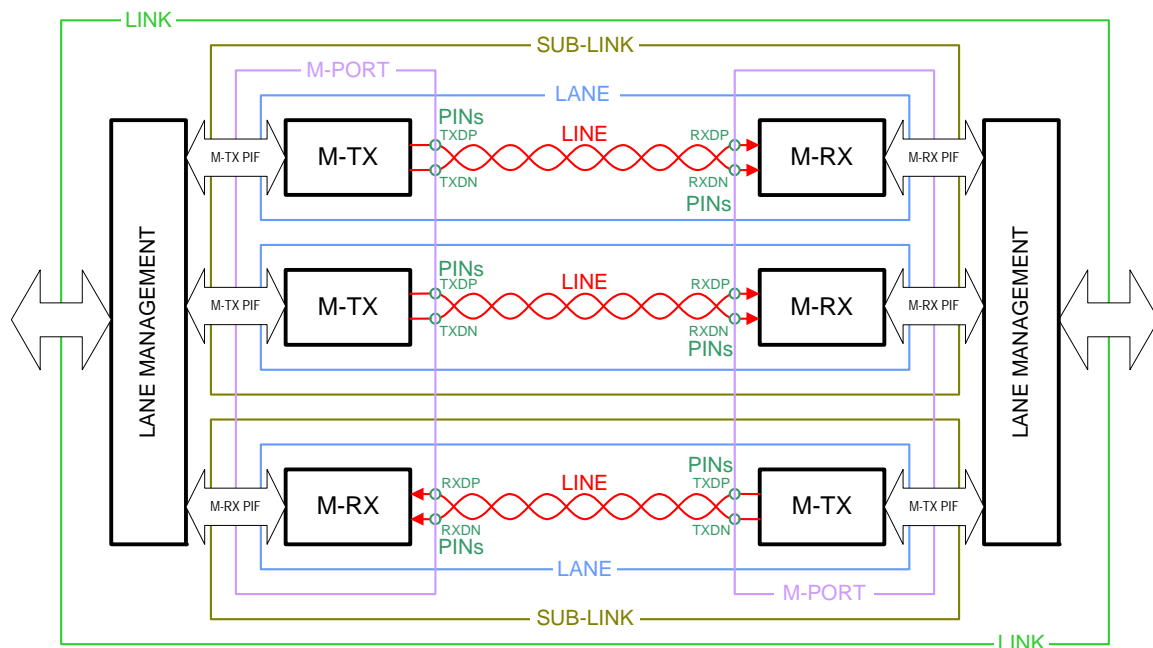 LINK
SUB-LINK
M-PORT
LANE
PINs
TXDP
LINE
RXDP
M-TX PIF
M-TX
M-RX
M-RX PIF
TXDN
RXDN
PINs
LANE MANAGEMENT
LANE MANAGEMENT
PINs
TXDP
LINE
RXDP
M-TX PIF
M-TX
M-RX
M-RX PIF
TXDN
RXDN
PINs
PINs
RXDP
LINE
TXDP
M-RX PIF
M-RX
M-TX
M-TX PIF
RXDN
TXDN
PINs
LANE
M-PORT
SUB-LINK
LINK